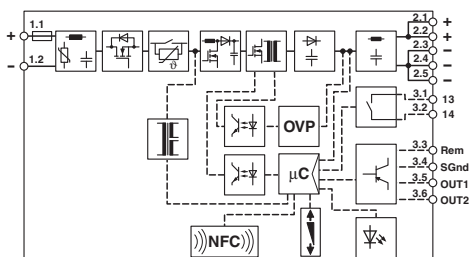 + 1.1
− 1.2
ϑ
2.1 +
2.2 +
2.3 −
2.4 −
2.5 −
3.1 13
3.2 14
OVP
µC
3.3 Rem
3.4 SGnd
3.5 OUT1
3.6 OUT2
NFC